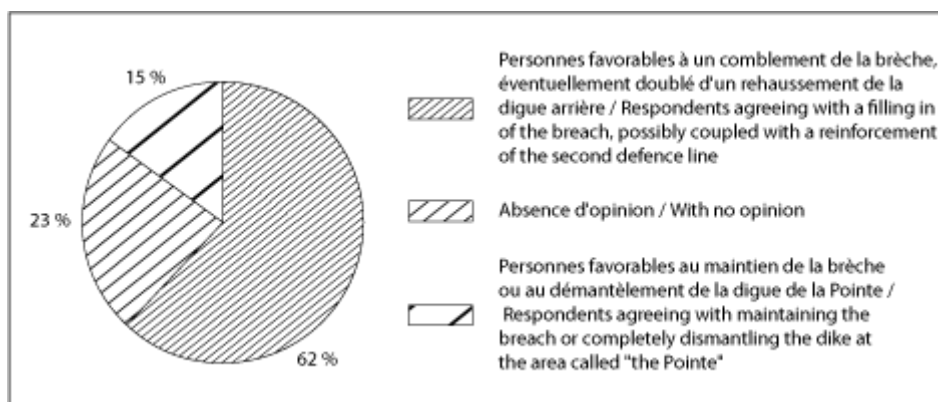 15 %
23 %
62 %
Personnes favorables à un comblement de la brèche,
éventuellement doublé d'un rehaussement de la
digue arrière / Respondents agreeing with a filling in
of the breach, possibly coupled with a reinforcement
of the second defence line
Absence d'opinion / With no opinion
Personnes favorables au maintien de la brèche
ou au démantèlement de la digue de la Pointe /
Respondents agreeing with maintaining the
breach or completely dismantling the dike at
the area called "the Pointe"